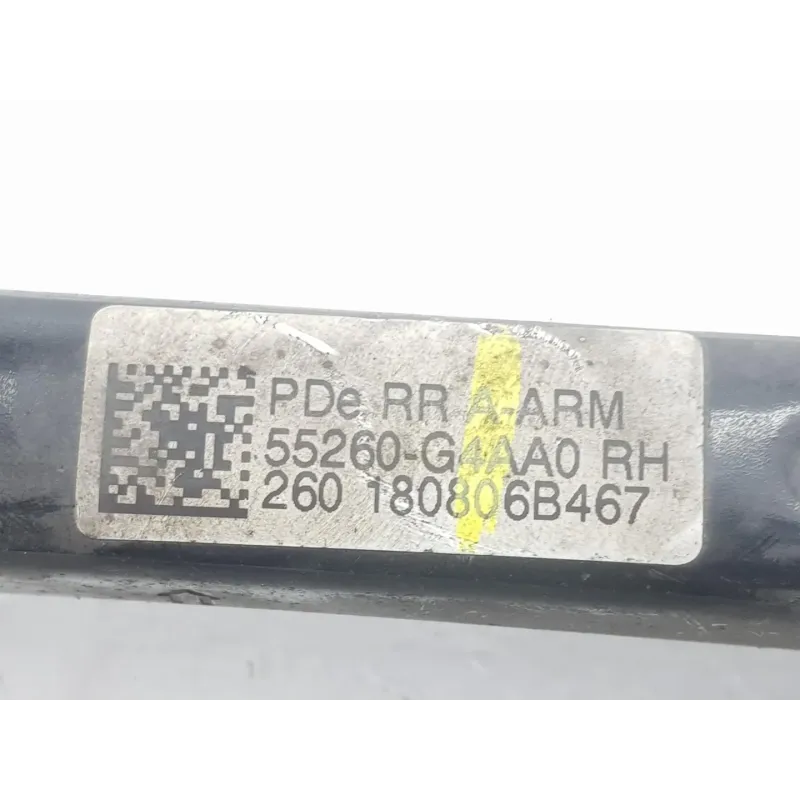 PDe RR A-ARM
55260-G4AA0 RH
260 180806B467